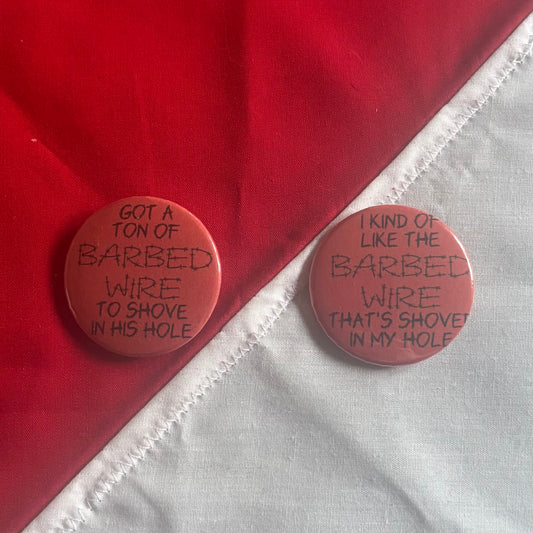 GOT A
TON OF
BARBED
WIRE
TO SHOVE
IN HIS HOLE
I KIND OF
LIKE THE
BARBED
WIRE
THAT'S SHOVED
IN MY HOLE